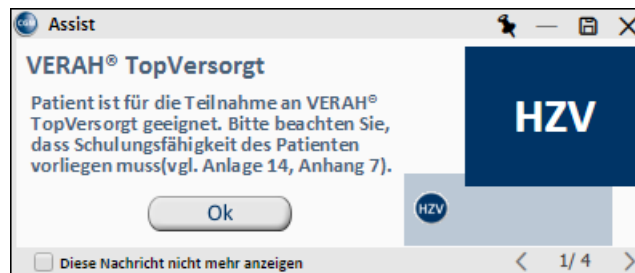 CGM Assist
VERAH® TopVersorgt
Patient ist für die Teilnahme an VERAH®
TopVersorgt geeignet. Bitte beachten Sie,
dass Schulungsfähigkeit des Patienten
vorliegen muss(vgl. Anlage 14, Anhang 7).
HZV
HZV
Ok
Diese Nachricht nicht mehr anzeigen
1/ 4